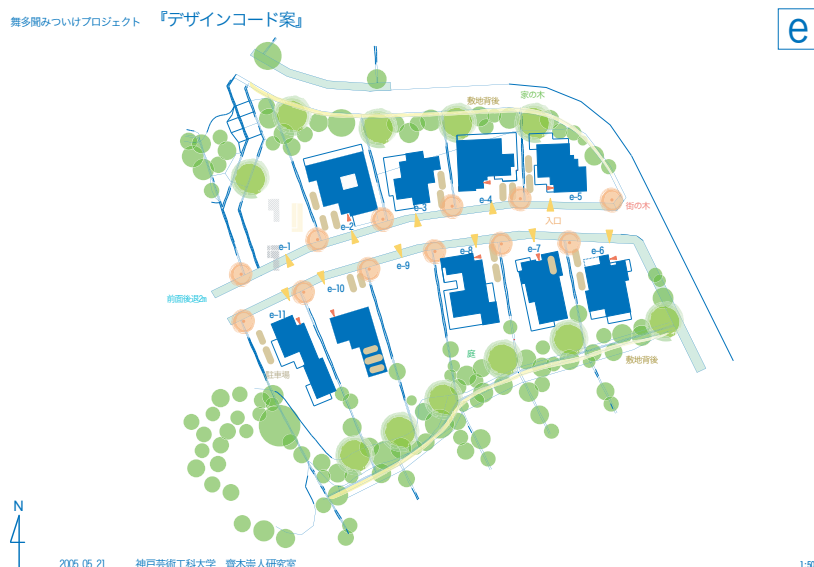 舞多聞みついけプロジェクト 『デザインコード案』
e
家の木
敷地背後
街の木
入口
e-5
e-4
e-3
e-2
e-1
前面後退2m
e-6
e-7
e-8
e-9
e-10
e-11
庭
敷地背後
駐車場
N
2005.05.21 神戸芸術工科大学 齊木崇人研究室
1:50